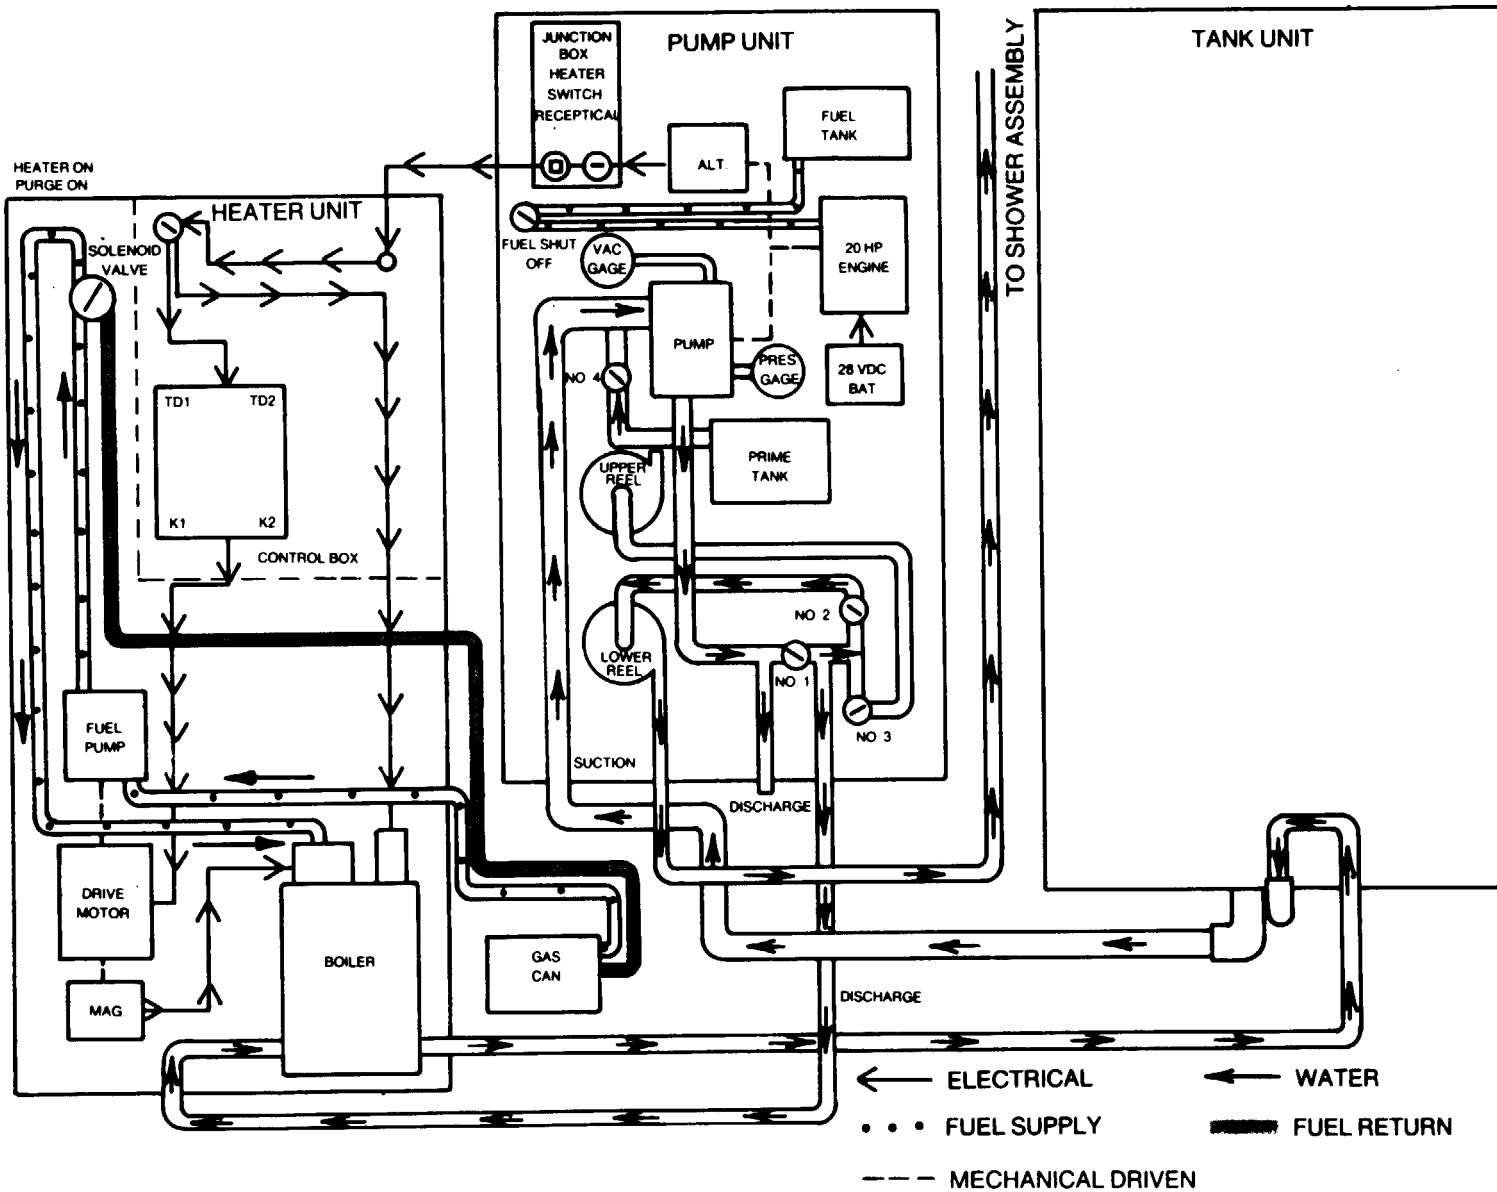 PUMP UNIT
TANK UNIT
TO SHOWER ASSEMBLY
JUNCTION
BOX
HEATER
SWITCH
RECEPTICAL
FUEL
TANK
ALT.
HEATER ON
PURGE ON
HEATER UNIT
SOLENOID
VALVE
FUEL SHUT
OFF
VAC
GAGE
20 HP
ENGINE
PUMP
PRES
GAGE
28 VDC
BAT
NO 4
TD1
TD2
K1
K2
CONTROL BOX
UPPER
REEL
PRIME
TANK
NO 2
LOWER
REEL
NO 1
NO 3
FUEL
PUMP
SUCTION
DISCHARGE
DRIVE
MOTOR
BOILER
GAS
CAN
MAG
DISCHARGE
ELECTRICAL
WATER
FUEL SUPPLY
FUEL RETURN
MECHANICAL DRIVEN